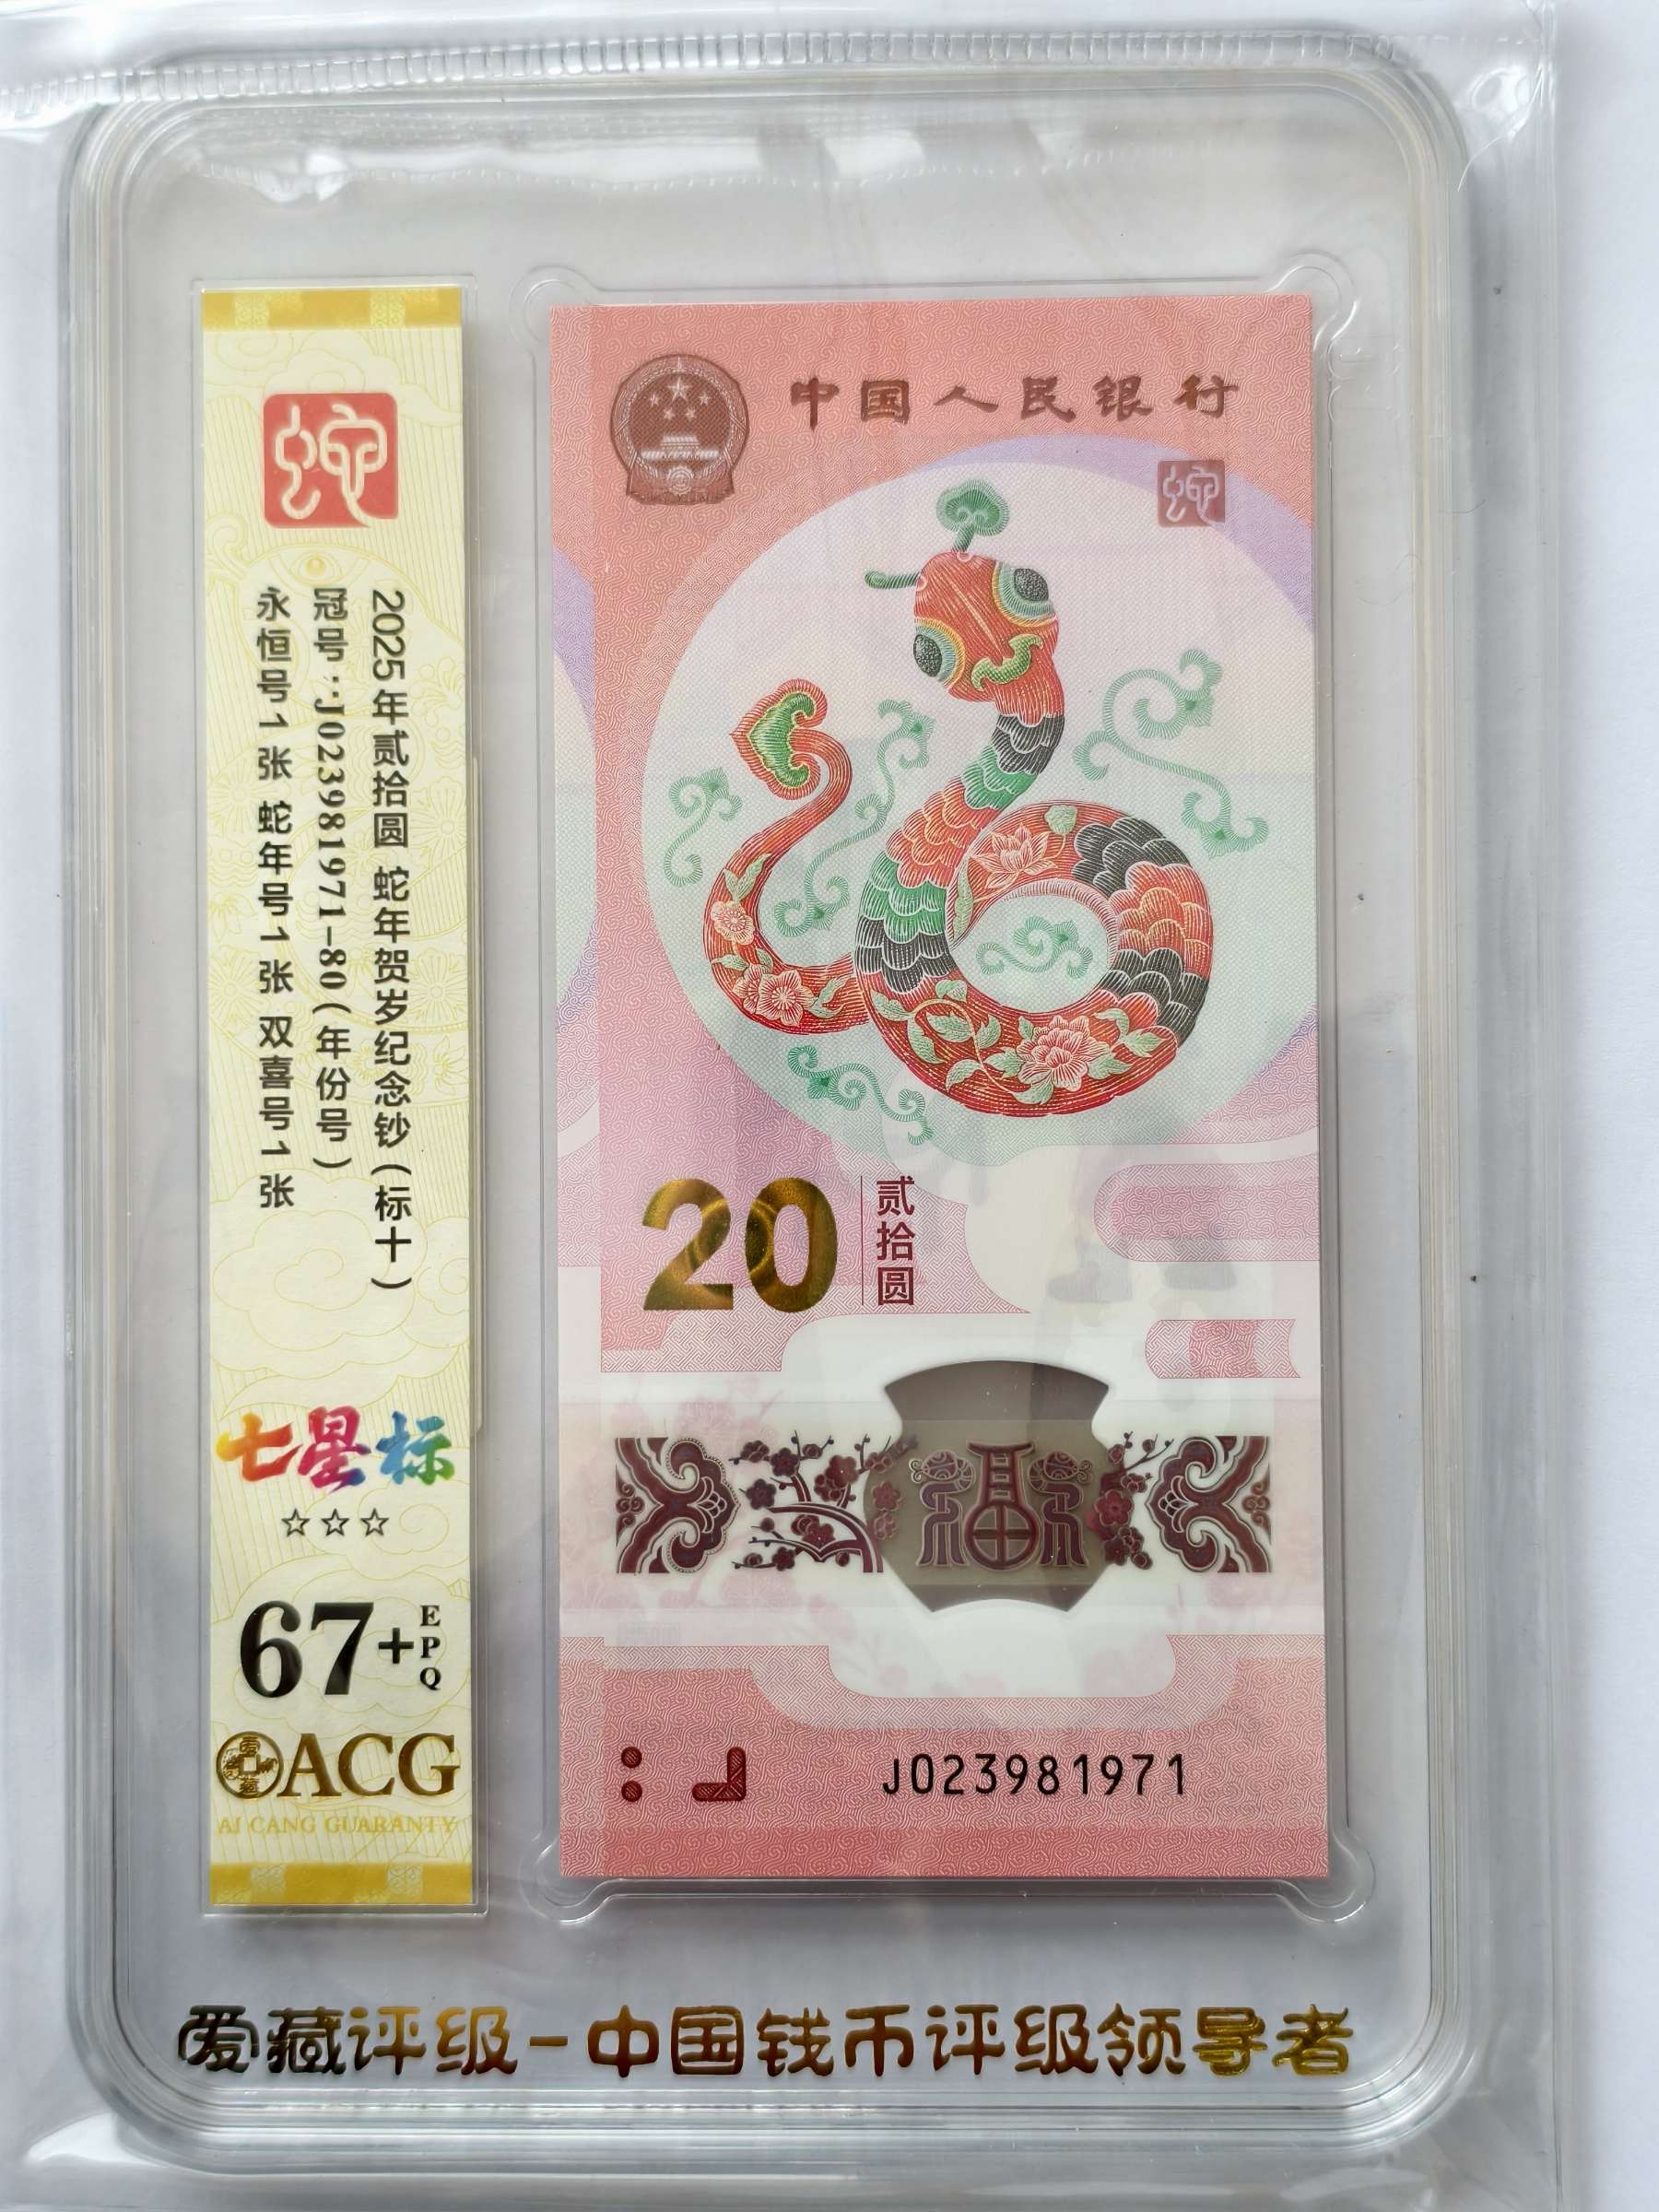 蛇
2025年贰拾圆 蛇年贺岁纪念钞(标十)
冠号:J023981971-80(年份号)
永恒号1张 蛇年号1张 双喜号1张
七星标
☆☆☆
67+EPQ
爱藏
ACG
AI CANG GUARANTY
中国人民银行
蛇
20
贰拾圆
福
J023981971
爱藏评级-中国钱币评级领导者